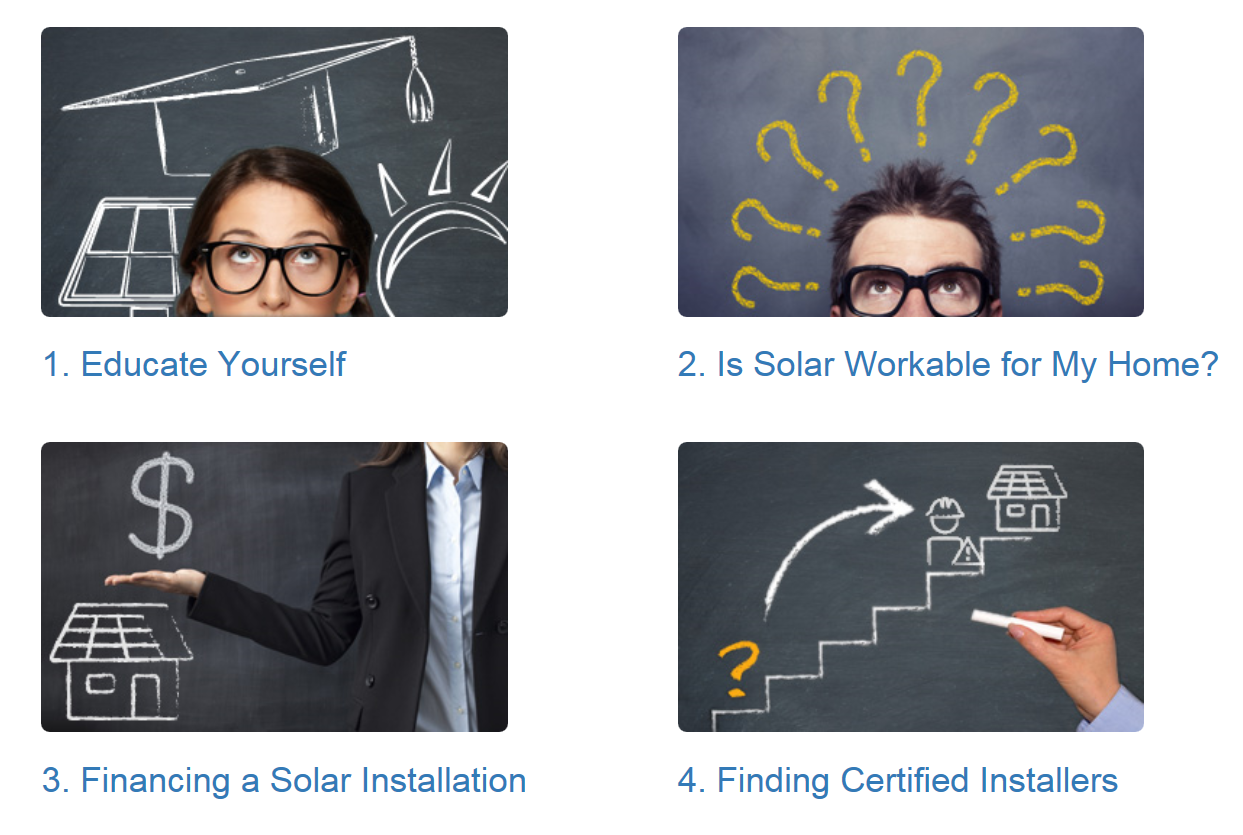 1. Educate Yourself
2. Is Solar Workable for My Home?
$
3. Financing a Solar Installation
?
4. Finding Certified Installers